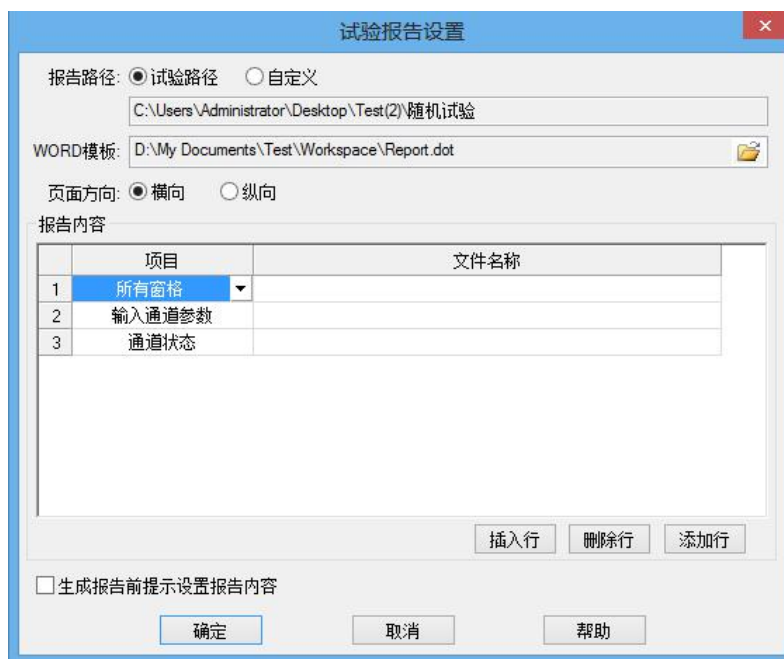 试验报告设置
报告路径: 试验路径 自定义
C:\Users\Administrator\Desktop\Test(2)\随机试验
WORD模板: D:\My Documents\Test\Workspace\Report.dot
页面方向: 横向 纵向
报告内容
项目 文件名称
1 所有窗格
2 输入通道参数
3 通道状态
插入行 删除行 添加行
生成报告前提示设置报告内容
确定 取消 帮助